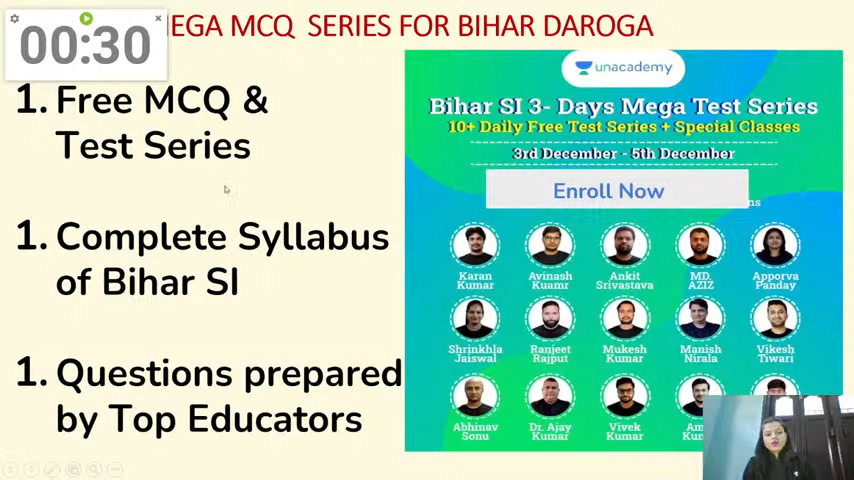 00:30
EGA MCQ SERIES FOR BIHAR DAROGA
1. Free MCQ &
Test Series
1. Complete Syllabus
of Bihar SI
1. Questions prepared
by Top Educators
unacademy
Bihar SI 3- Days Mega Test Series
10+ Daily Free Test Series + Special Classes
3rd December - 5th December
Enroll Now
ns
Karan
Kumar
Avinash
Kuamr
Ankit
Srivastava
MD.
AZIZ
Apporva
Panday
Shrinkhla
Jaiswal
Ranjeet
Rajput
Mukesh
Kumar
Manish
Nirala
Vikesh
Tiwari
Abhinav
Sonu
Dr. Ajay
Kumar
Vivek
Kumar
Am
Kum